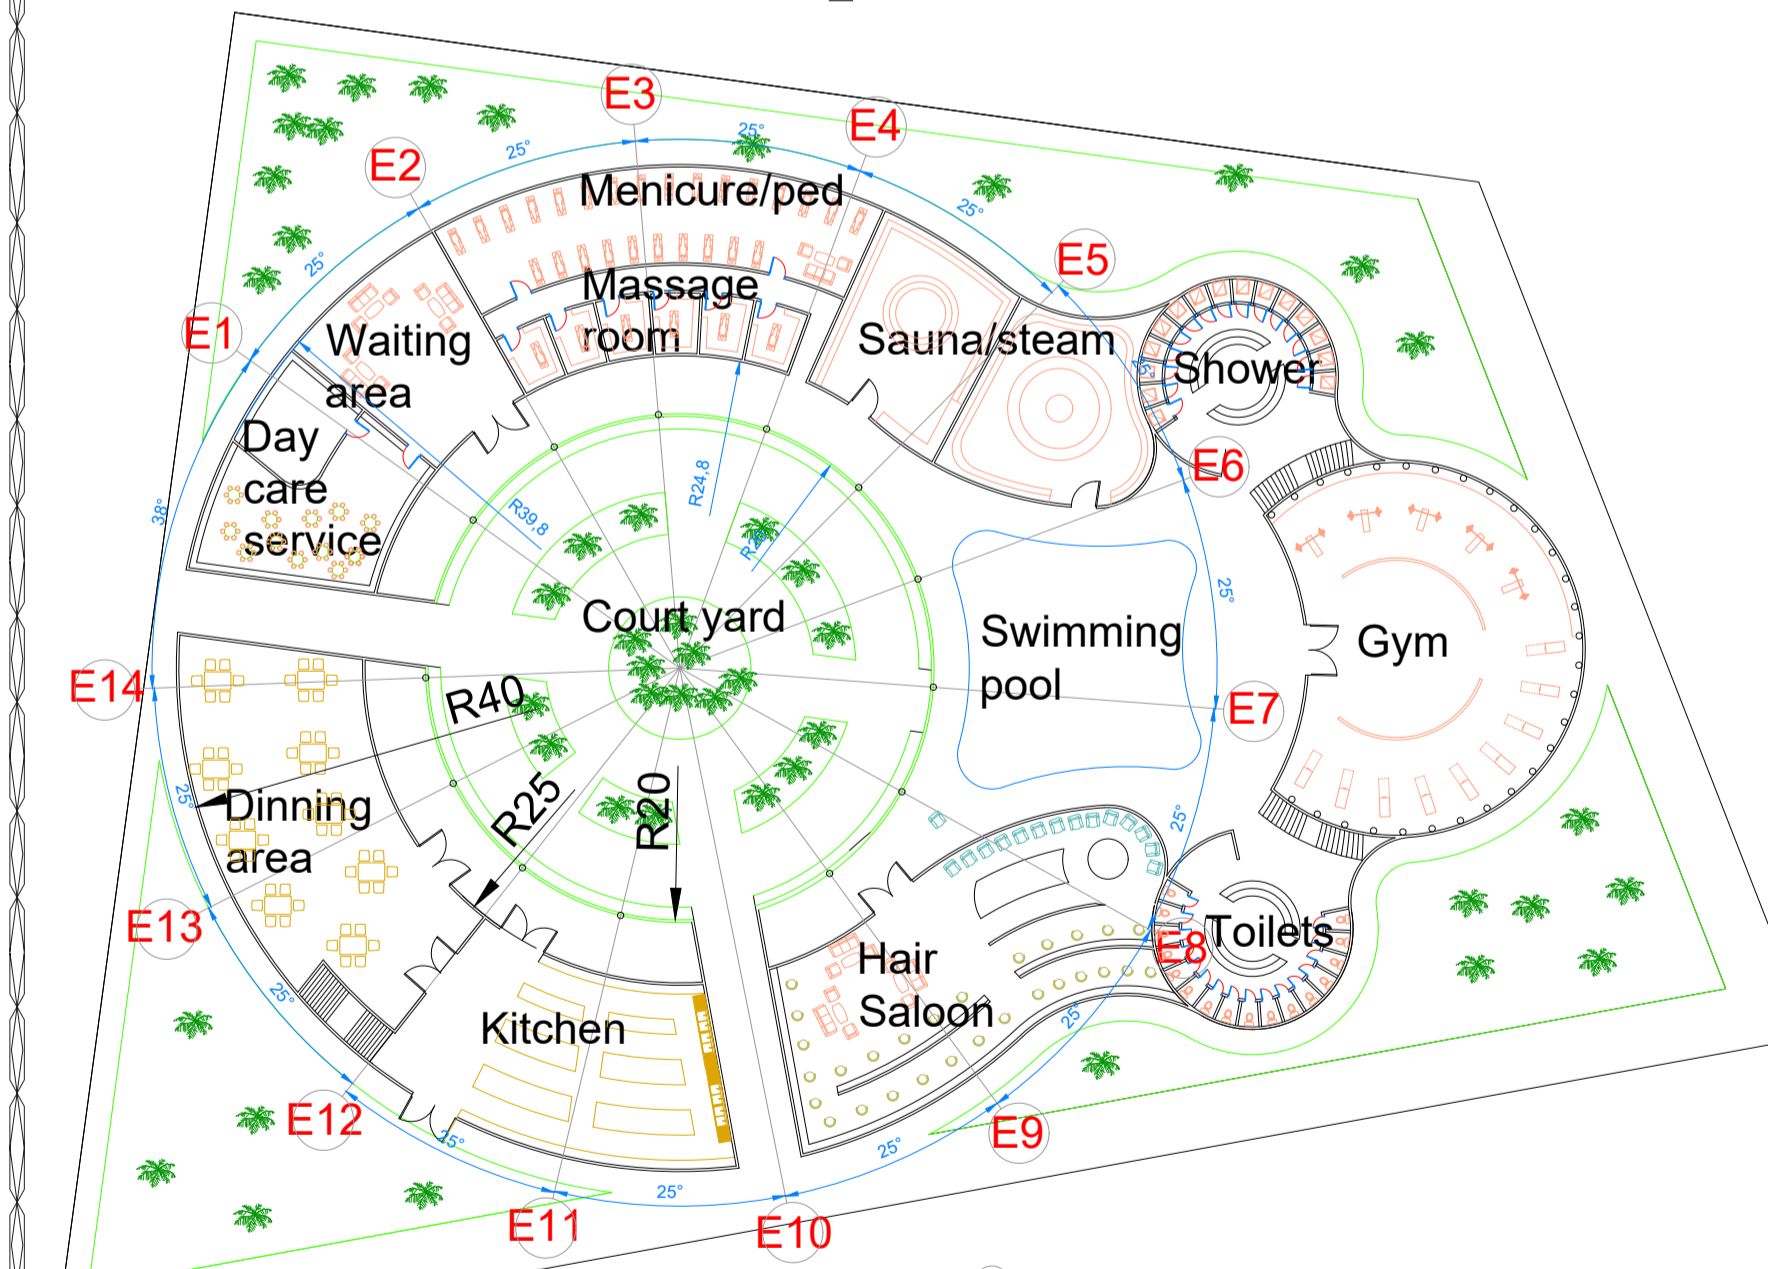 E3
E4
25°
25°
E2
Menicure/ped
25°
E5
25°
Massage
room
E1
Waiting
area
Sauna/steam
25°
Shower
Day
care
service
E6
R24,8
R39,8
38°
25°
Court yard
Swimming
pool
Gym
E14
R40
E7
R25
R20
25°
Dinning
area
25°
E13
Hair
Saloon
E8
Toilets
25°
Kitchen
25°
E12
25°
E9
25°
25°
E11
E10